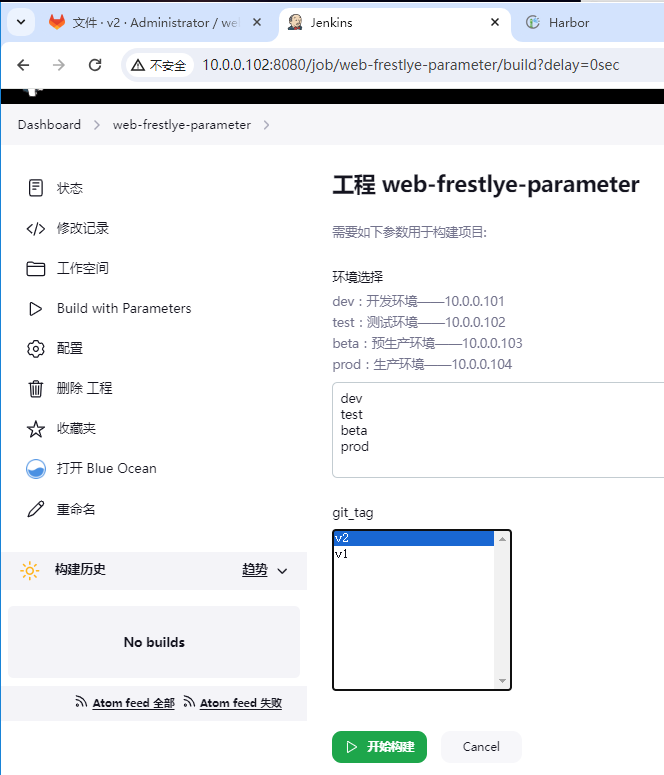 文件 · v2 · Administrator / we
Jenkins
Harbor
不安全
10.0.0.102:8080/job/web-frestlye-parameter/build?delay=0sec
Dashboard
web-frestlye-parameter
状态
修改记录
工作空间
Build with Parameters
配置
删除 工程
收藏夹
打开 Blue Ocean
重命名
构建历史
趋势
No builds
Atom feed 全部
Atom feed 失败
工程 web-frestlye-parameter
需要如下参数用于构建项目:
环境选择
dev：开发环境——10.0.0.101
test：测试环境——10.0.0.102
beta：预生产环境——10.0.0.103
prod：生产环境——10.0.0.104
dev
test
beta
prod
git_tag
v2
v1
开始构建
Cancel